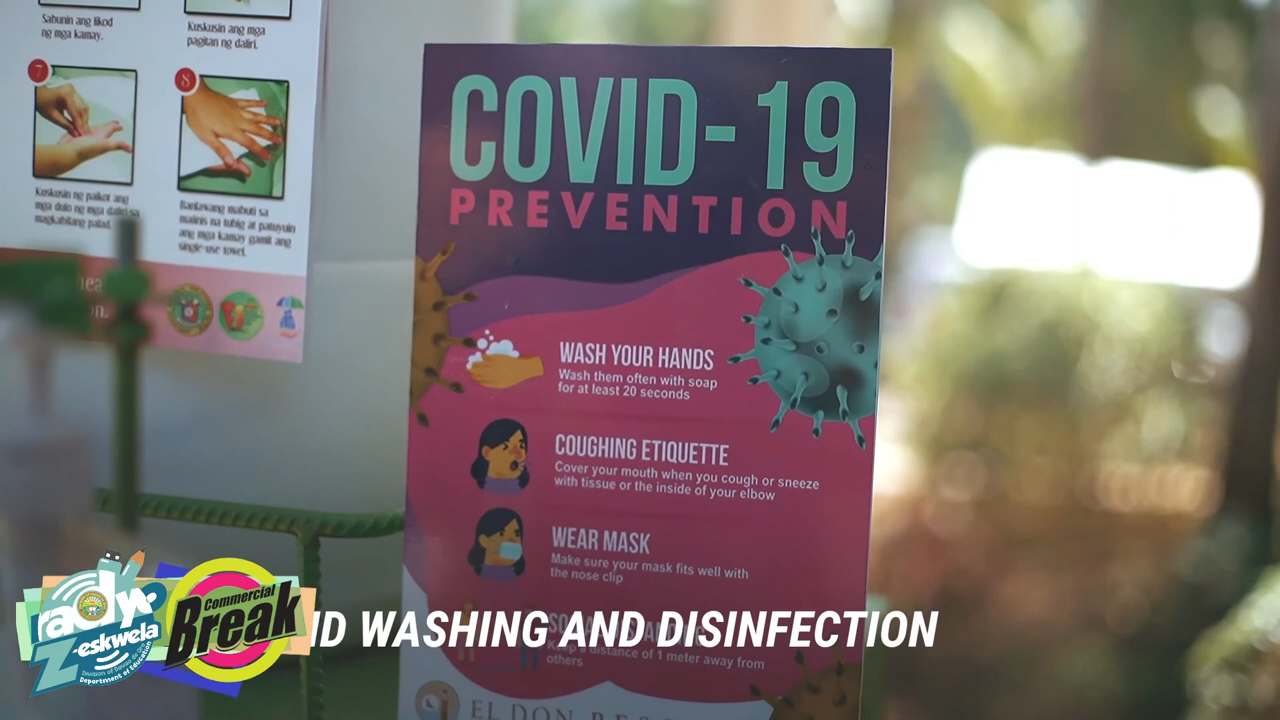 Sabunin ang likod
ng mga kamay.
Kuskusin ang mga
pagitan ng daliri.
7
8
Kuskusin ng paikot ang
mga dulo ng mga daliri sa
magkabilang palad.
Banlawang mabuti sa
malinis na tubig at patuyuin
ang mga kamay gamit ang
single-use towel.
COVID-19
PREVENTION
WASH YOUR HANDS
Wash them often with soap
for at least 20 seconds
COUGHING ETIQUETTE
Cover your mouth when you cough or sneeze
with tissue or the inside of your elbow
WEAR MASK
Make sure your mask fits well with
the nose clip
Keep a distance of 1 meter away from
others
EL DON
WASHING AND DISINFECTION
Z-eskwela
Department of Education
Commercial
Break